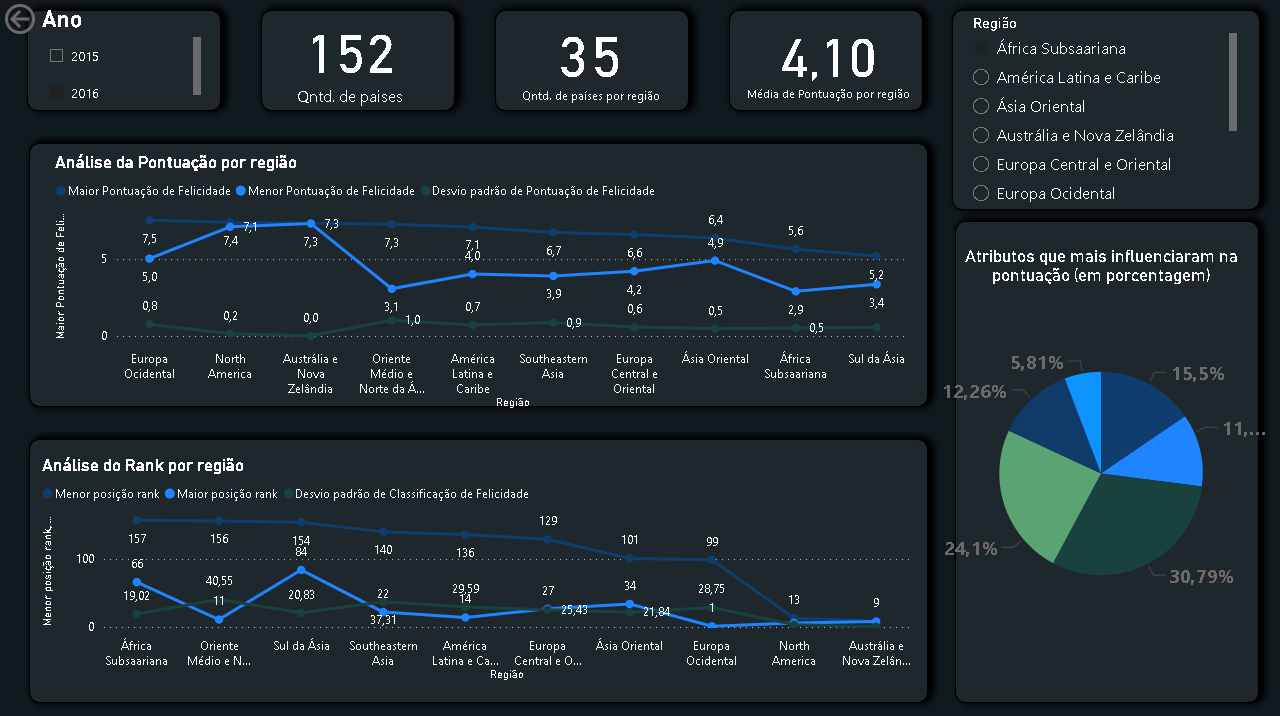 Ano
2015
2016
152
Qntd. de paises
35
Qntd. de países por região
4,10
Média de Pontuação por região
Região
África Subsaariana
América Latina e Caribe
Ásia Oriental
Austrália e Nova Zelândia
Europa Central e Oriental
Europa Ocidental
Análise da Pontuação por região
Maior Pontuação de Felicidade Menor Pontuação de Felicidade Desvio padrão de Pontuação de Felicidade
Maior Pontuação de Feli...
5
0
7,5
7,4
7,3
7,3
7,1
6,7
6,6
6,4
5,6
5,2
5,0
7,1
7,3
3,1
4,0
3,9
4,2
4,9
2,9
3,4
0,8
0,2
0,0
1,0
0,7
0,9
0,6
0,5
0,5
Europa
Ocidental
North
America
Austrália e
Nova
Zelândia
Oriente
Médio e
Norte da Á...
América
Latina e
Caribe
Southeastern
Asia
Europa
Central e
Oriental
Ásia Oriental
África
Subsaariana
Sul da Ásia
Região
Análise do Rank por região
Menor posição rank Maior posição rank Desvio padrão de Classificação de Felicidade
Menor posição rank, ...
100
0
157
156
154
140
136
129
101
99
13
9
66
11
84
22
14
27
34
1
19,02
40,55
20,83
37,31
29,59
25,43
21,84
28,75
África
Subsaariana
Oriente
Médio e N...
Sul da Ásia
Southeastern
Asia
América
Latina e Ca...
Europa
Central e O...
Ásia Oriental
Europa
Ocidental
North
America
Austrália e
Nova Zelân...
Região
Atributos que mais influenciaram na
pontuação (em porcentagem)
5,81%
15,5%
12,26%
11,...
24,1%
30,79%